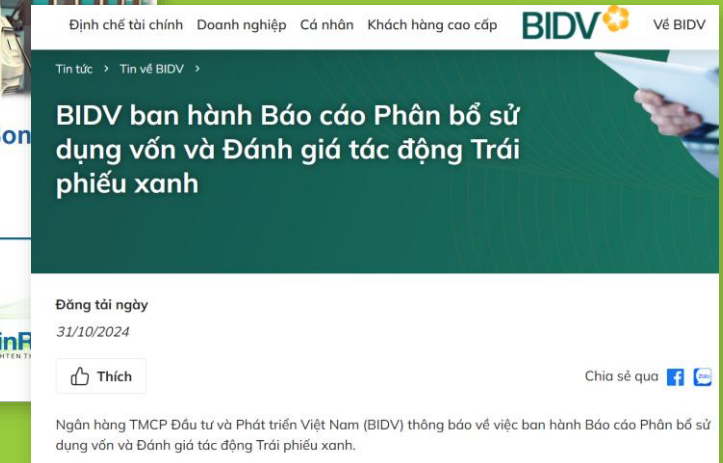 Định chế tài chính Doanh nghiệp Cá nhân Khách hàng cao cấp BIDV Về BIDV
Tin tức > Tin về BIDV >
BIDV ban hành Báo cáo Phân bổ sử
dụng vốn và Đánh giá tác động Trái
phiếu xanh
Đăng tải ngày
31/10/2024
Thích
Chia sẻ qua
Ngân hàng TMCP Đầu tư và Phát triển Việt Nam (BIDV) thông báo về việc ban hành Báo cáo Phân bổ sử
dụng vốn và Đánh giá tác động Trái phiếu xanh.